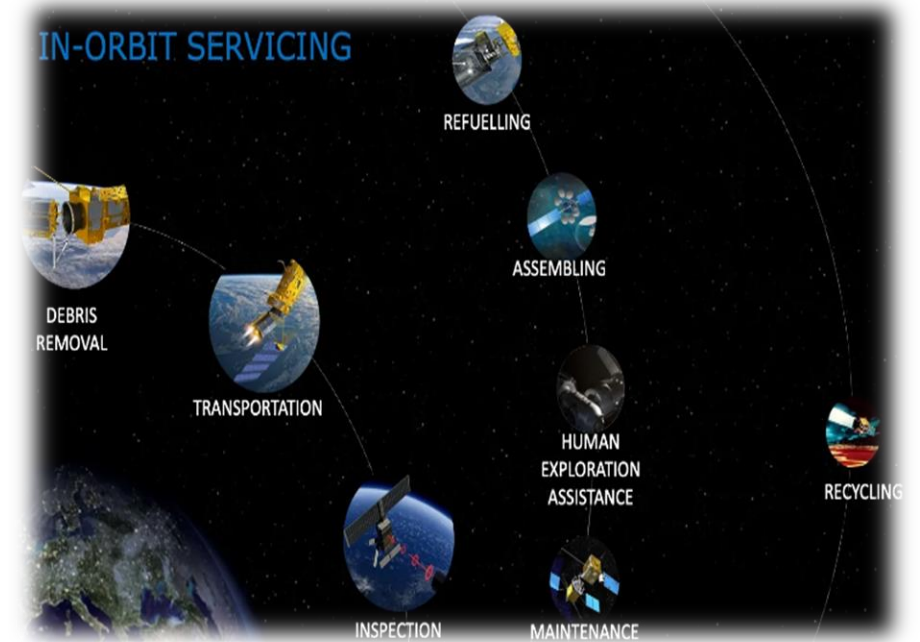 IN-ORBIT SERVICING
REFUELLING
ASSEMBLING
DEBRIS
REMOVAL
TRANSPORTATION
HUMAN
EXPLORATION
ASSISTANCE
RECYCLING
INSPECTION
MAINTENANCE